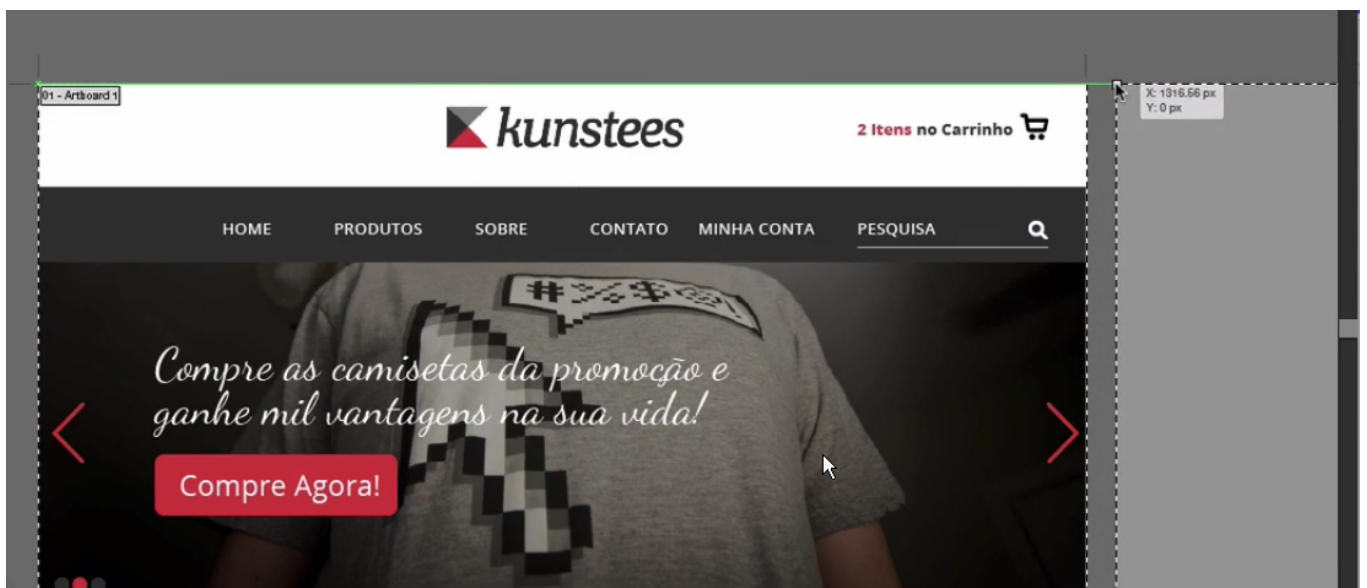 01 - Artboard 1
X: 1316.56 px
Y: 0 px
kunstees
2 Itens no Carrinho
HOME PRODUTOS SOBRE CONTATO MINHA CONTA PESQUISA
#%$@!
Compre as camisetas da promoção e
ganhe mil vantagens na sua vida!
Compre Agora!